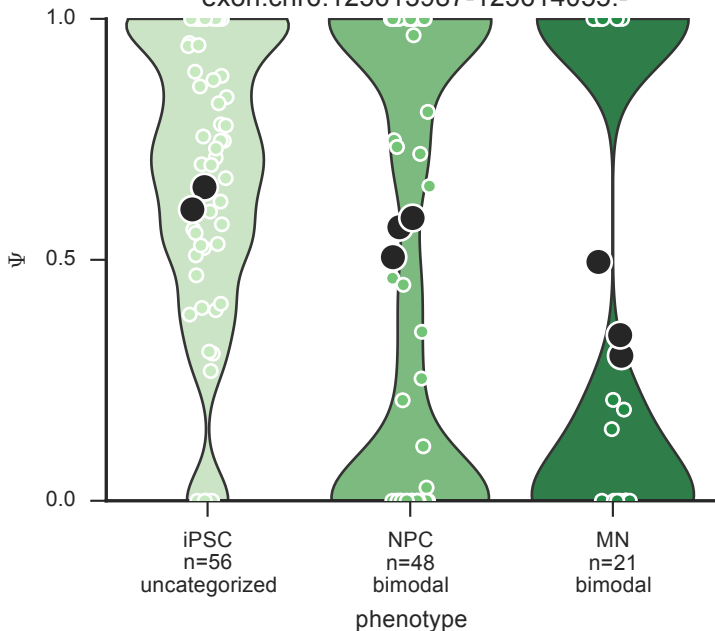 1.0
Ψ
0.5
0.0
iPSC
NPC
MN
n=56
n=48
n=21
uncategorized
bimodal
bimodal
phenotype